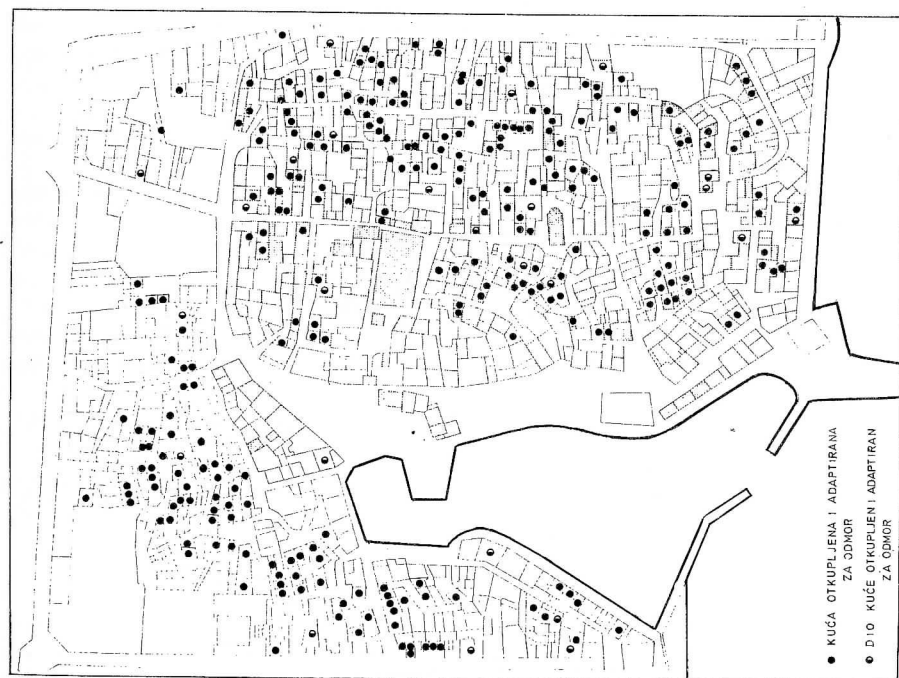 ● KUĆA OTKUPLJENA I ADAPTIRANA
ZA ODMOR
◒ DIO KUĆE OTKUPLJEN I ADAPTIRAN
ZA ODMOR